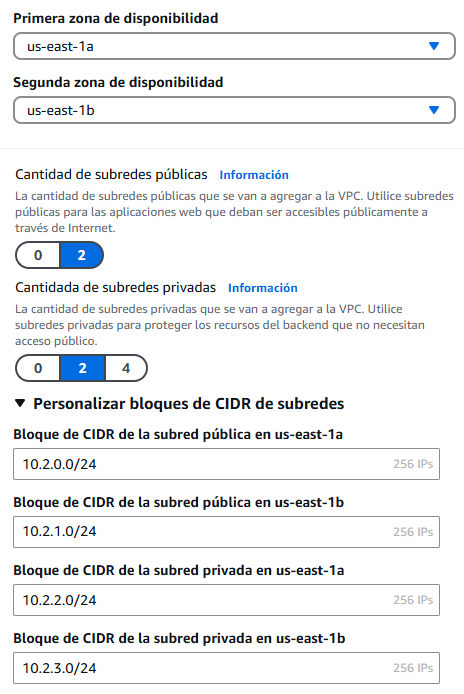 Primera zona de disponibilidad
us-east-1a
Segunda zona de disponibilidad
us-east-1b
Cantidad de subredes públicas Información
La cantidad de subredes públicas que se van a agregar a la VPC. Utilice subredes
públicas para las aplicaciones web que deban ser accesibles públicamente a
través de Internet.
0 2
Cantidada de subredes privadas Información
La cantidad de subredes privadas que se van a agregar a la VPC. Utilice
subredes privadas para proteger los recursos del backend que no necesitan
acceso público.
0 2 4
Personalizar bloques de CIDR de subredes
Bloque de CIDR de la subred pública en us-east-1a
10.2.0.0/24 256 IPs
Bloque de CIDR de la subred pública en us-east-1b
10.2.1.0/24 256 IPs
Bloque de CIDR de la subred privada en us-east-1a
10.2.2.0/24 256 IPs
Bloque de CIDR de la subred privada en us-east-1b
10.2.3.0/24 256 IPs